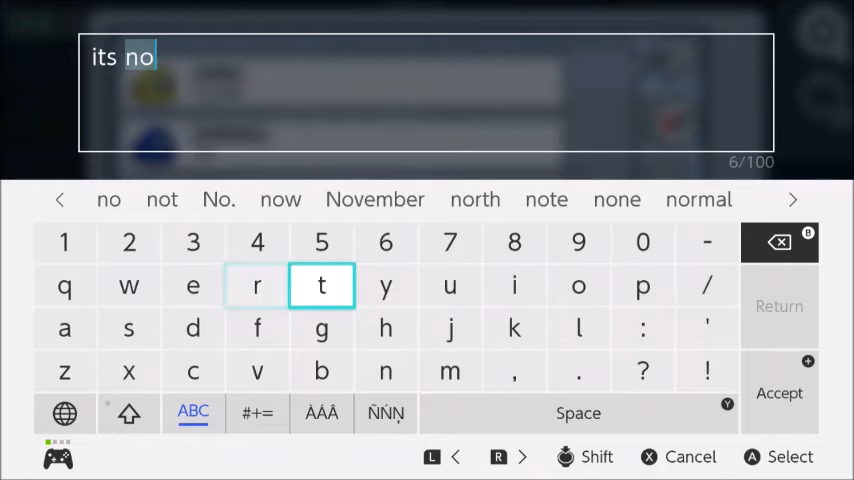 its no
6/100
< no not No. now November north note none normal >
1 2 3 4 5 6 7 8 9 0 - B
q w e r t y u i o p / Return
a s d f g h j k l : '
z x c v b n m , . ? ! + Accept
ABC #+= ÀÁÂ ÑŃŅ Space Y
L < R > Shift X Cancel A Select